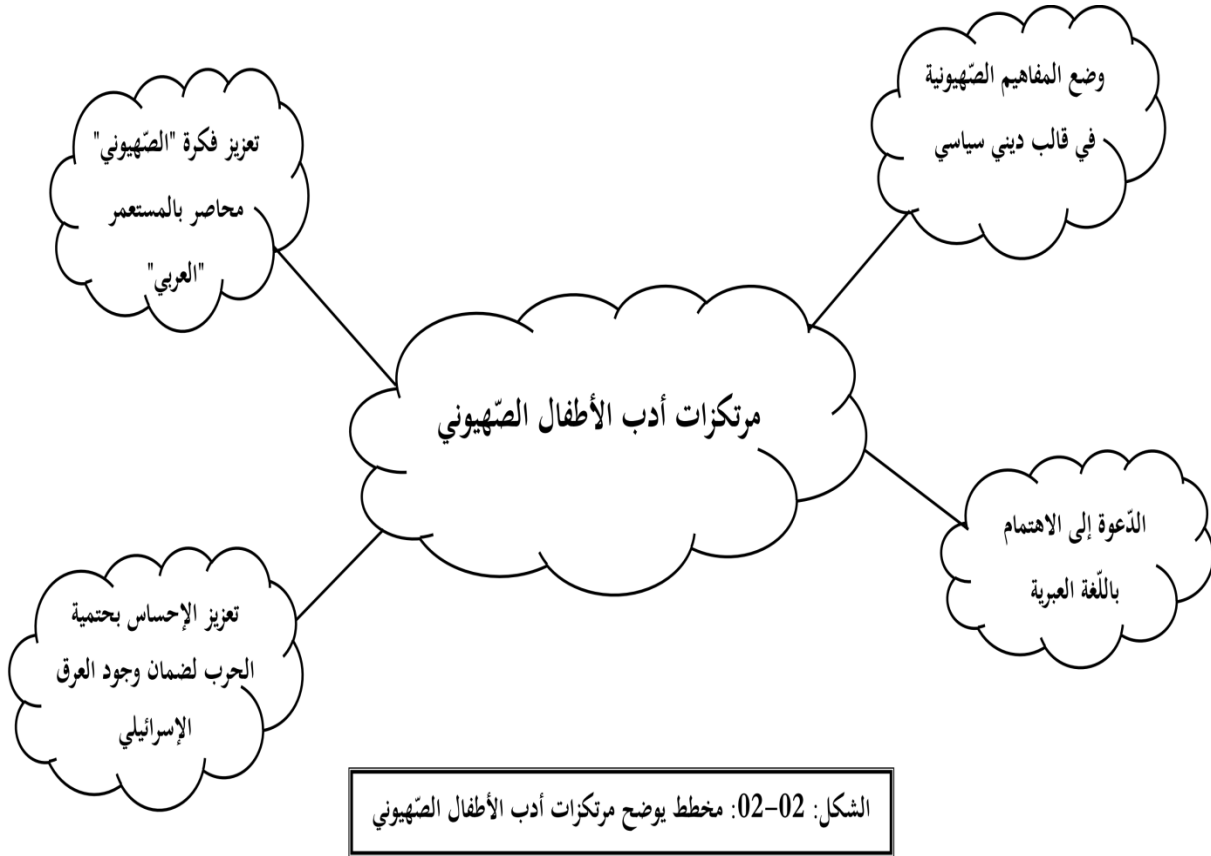 وضع المفاهيم الصّهيونية
في قالب ديني سياسي
تعزيز فكرة "الصّهيوني"
محاصر بالمستعمر
"العربي"
مرتكزات أدب الأطفال الصّهيوني
الدّعوة إلى الاهتمام
باللّغة العبرية
تعزيز الإحساس بحتمية
الحرب لضمان وجود العرق
الإسرائيلي
الشكل: 02-02: مخطط يوضح مرتكزات أدب الأطفال الصّهيوني